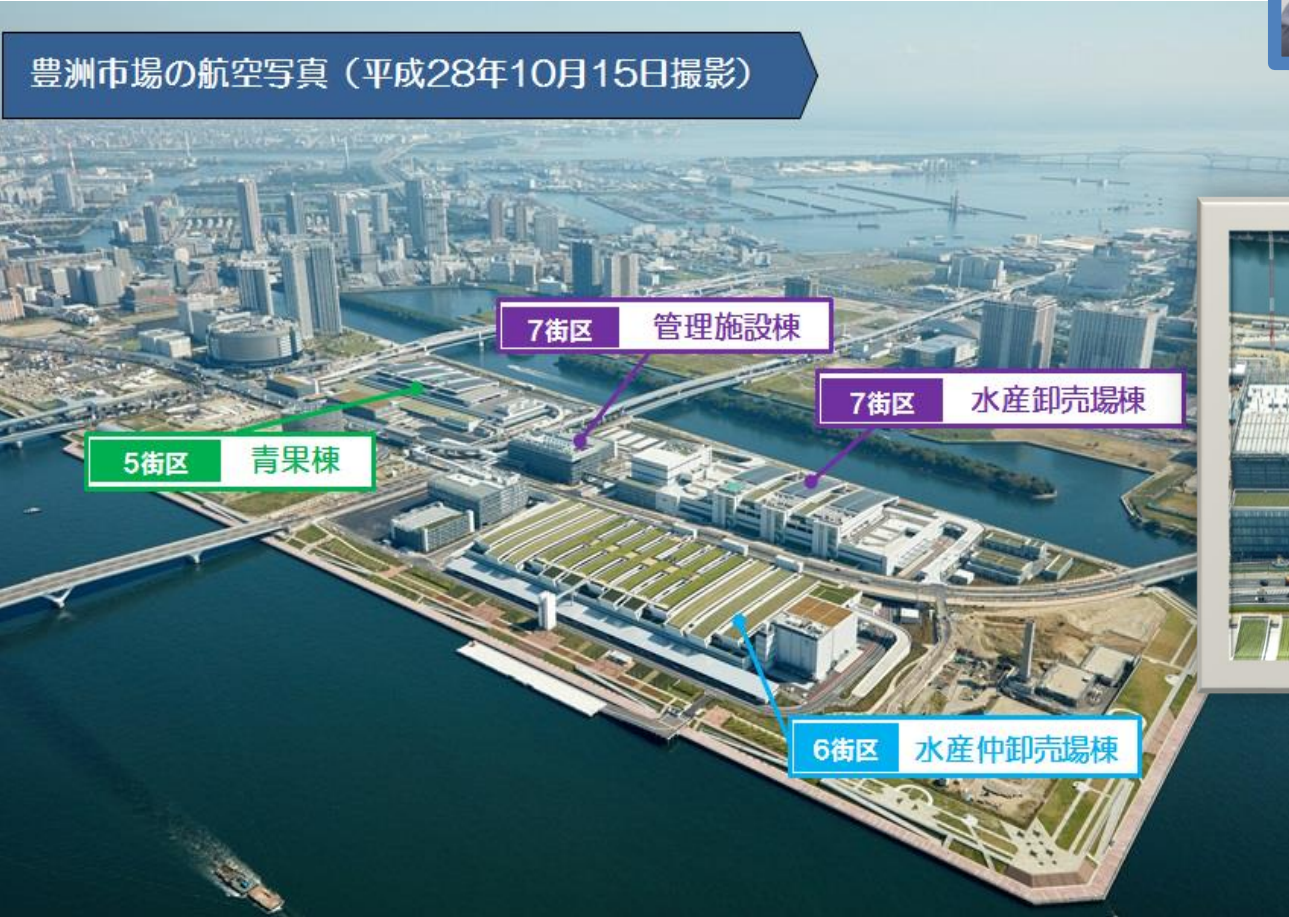 豊洲市場の航空写真（平成28年10月15日撮影）
7街区 管理施設棟
7街区 水産卸売場棟
5街区 青果棟
6街区 水産仲卸売場棟